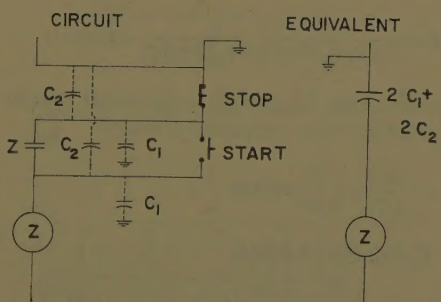 CIRCUIT
EQUIVALENT
C2
STOP
2 C1+
2 C2
Z
C2
C1
START
C1
Z
Z